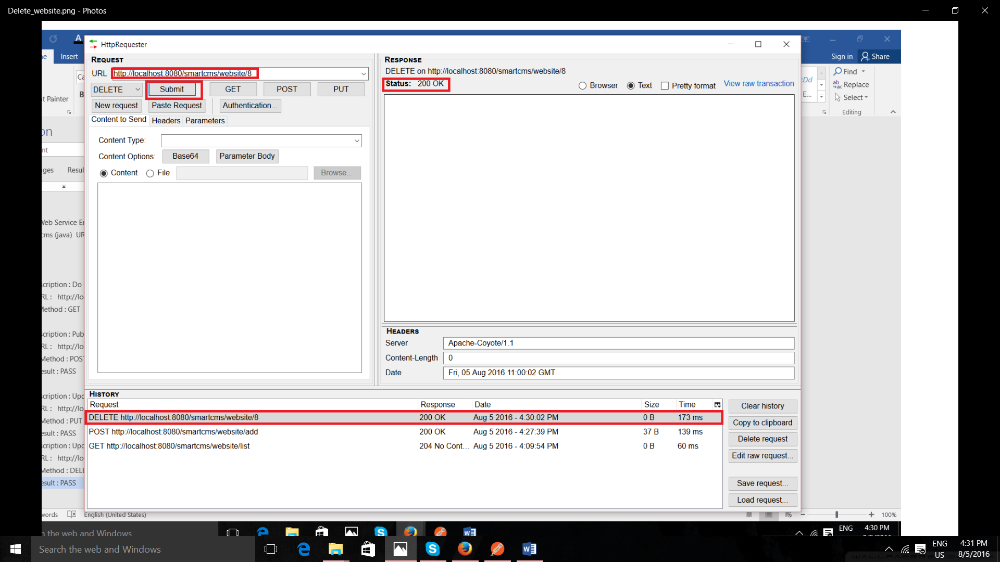 Delete_website.png - Photos
HttpRequester
Insert
Sign in
Share
REQUEST
URL http://localhost:8080/smartcms/website/8
DELETE Submit GET POST PUT
New request Paste Request Authentication...
Content to Send Headers Parameters
Content Type:
Content Options: Base64 Parameter Body
Content File Browse...
RESPONSE
DELETE on http://localhost:8080/smartcms/website/8
Status: 200 OK
Browser Text Pretty format View raw transaction
HEADERS
Server Apache-Coyote/1.1
Content-Length 0
Date Fri, 05 Aug 2016 11:00:02 GMT
HISTORY
Request Response Date Size Time
DELETE http://localhost:8080/smartcms/website/8 200 OK Aug 5 2016 - 4:30:02 PM 0 B 173 ms
POST http://localhost:8080/smartcms/website/add 200 OK Aug 5 2016 - 4:27:39 PM 37 B 139 ms
GET http://localhost:8080/smartcms/website/list 204 No Cont... Aug 5 2016 - 4:09:54 PM 0 B 60 ms
Clear history
Copy to clipboard
Delete request
Edit raw request...
Save request...
Load request...
Find
Replace
Select
Editing
t Painter
B
on
nt
ges Resul
Web Service
cms (java) UR
scription : Do
RL : http://lo
Method : GET
scription : Pub
RL : http://lo
Method : POST
esult : PASS
scription : Upd
RL : http://lo
Method : PUT
esult : PASS
scription : Upd
RL : http://lo
Method : DELE
esult : PASS
words English (United States)
100%
n the web and Windows
ENG 4:30 PM
Search the web and Windows
ENG 4:31 PM
US 8/5/2016